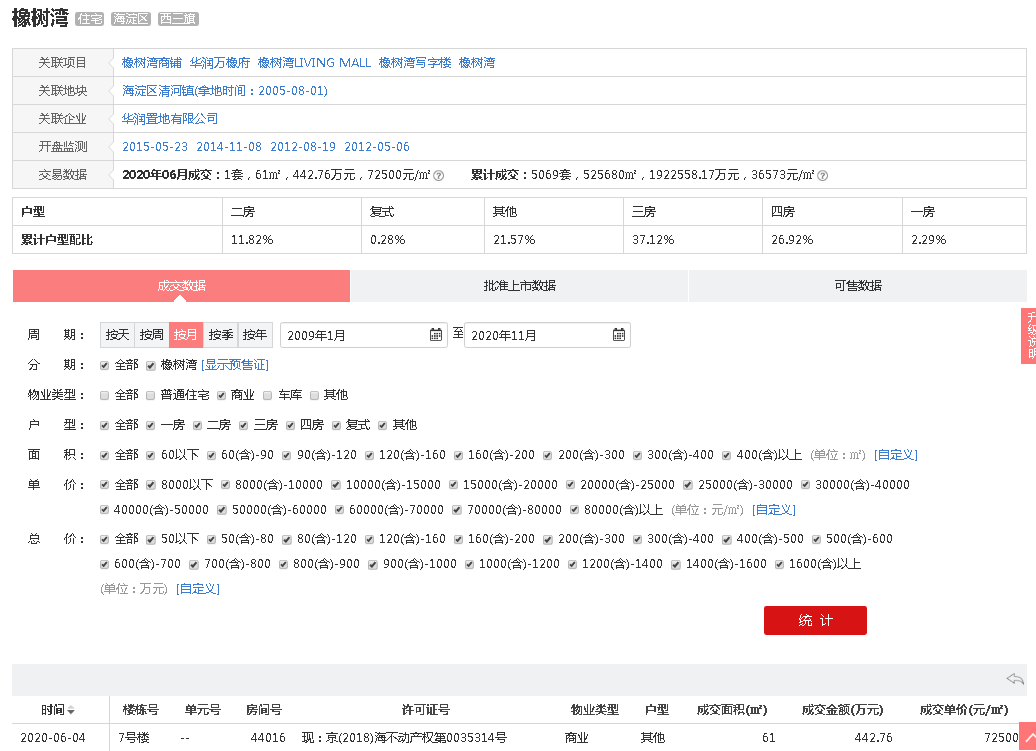 橡树湾 住宅 海淀区 西三旗
关联项目 橡树湾商铺 华润万橡府 橡树湾LIVING MALL 橡树湾写字楼 橡树湾
关联地块 海淀区清河镇(拿地时间：2005-08-01)
关联企业 华润置地有限公司
开盘监测 2015-05-23 2014-11-08 2012-08-19 2012-05-06
交易数据 2020年06月成交：1套，61㎡，442.76万元，72500元/㎡ ? 累计成交：5069套，525680㎡，1922558.17万元，36573元/㎡ ?
户型 二房 复式 其他 三房 四房 一房
累计户型配比 11.82% 0.28% 21.57% 37.12% 26.92% 2.29%
成交数据 批准上市数据 可售数据
升级说明
周 期： 按天 按周 按月 按季 按年 2009年1月 至 2020年11月
分 期： 全部 橡树湾 [显示预售证]
物业类型： 全部 普通住宅 商业 车库 其他
户 型： 全部 一房 二房 三房 四房 复式 其他
面 积： 全部 60以下 60(含)-90 90(含)-120 120(含)-160 160(含)-200 200(含)-300 300(含)-400 400(含)以上 (单位：㎡) [自定义]
单 价： 全部 8000以下 8000(含)-10000 10000(含)-15000 15000(含)-20000 20000(含)-25000 25000(含)-30000 30000(含)-40000
40000(含)-50000 50000(含)-60000 60000(含)-70000 70000(含)-80000 80000(含)以上 (单位：元/㎡) [自定义]
总 价： 全部 50以下 50(含)-80 80(含)-120 120(含)-160 160(含)-200 200(含)-300 300(含)-400 400(含)-500 500(含)-600
600(含)-700 700(含)-800 800(含)-900 900(含)-1000 1000(含)-1200 1200(含)-1400 1400(含)-1600 1600(含)以上
(单位：万元) [自定义]
统 计
时间 楼栋号 单元号 房间号 许可证号 物业类型 户型 成交面积(㎡) 成交金额(万元) 成交单价(元/㎡)
2020-06-04 7号楼 -- 44016 现：京(2018)海不动产权第0035314号 商业 其他 61 442.76 72500